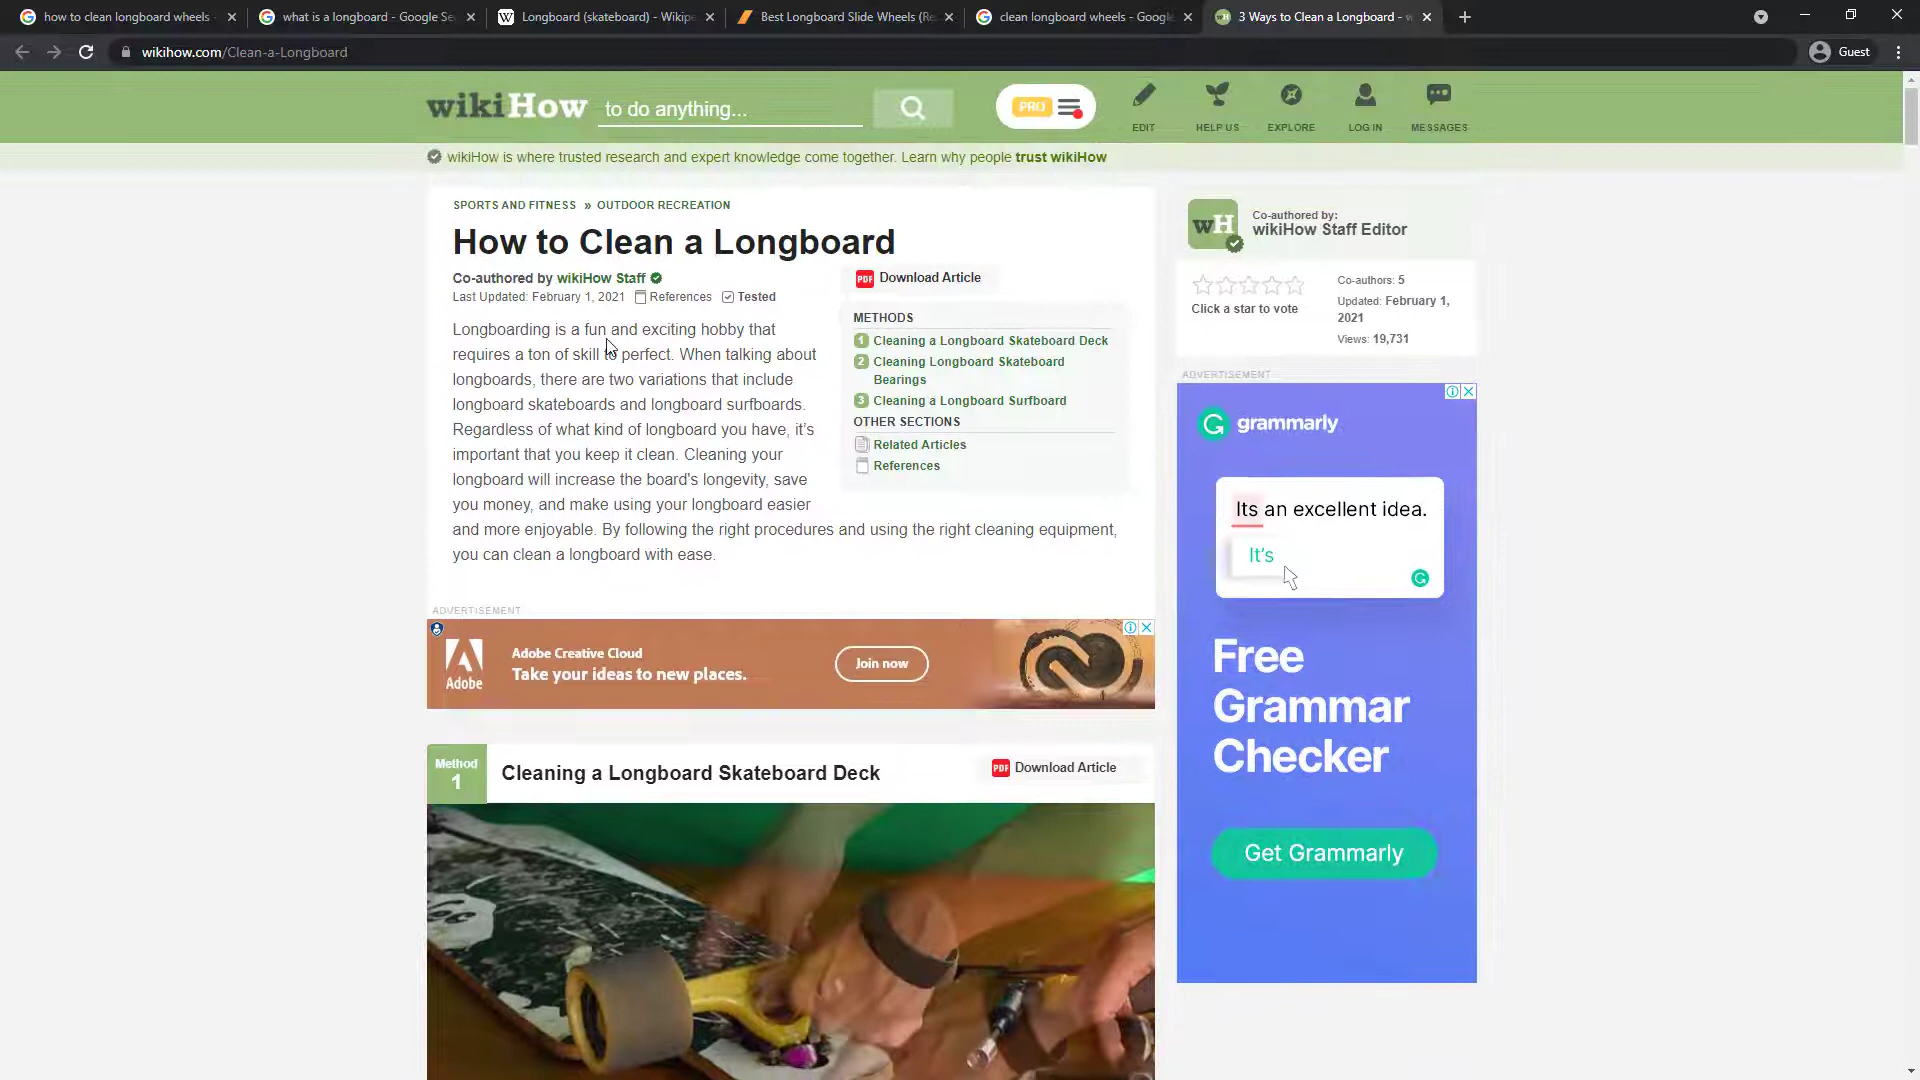 how to clean longboard wheels -
what is a longboard - Google Se
Longboard (skateboard) - Wikipe
Best Longboard Slide Wheels (Re
clean longboard wheels - Google
3 Ways to Clean a Longboard - w
wikihow.com/Clean-a-Longboard
Guest
wikiHow to do anything...
PRO
EDIT
HELP US
EXPLORE
LOG IN
MESSAGES
wikiHow is where trusted research and expert knowledge come together. Learn why people trust wikiHow
SPORTS AND FITNESS » OUTDOOR RECREATION
How to Clean a Longboard
Co-authored by wikiHow Staff
Last Updated: February 1, 2021 References Tested
PDF Download Article
METHODS
1 Cleaning a Longboard Skateboard Deck
2 Cleaning Longboard Skateboard
Bearings
3 Cleaning a Longboard Surfboard
OTHER SECTIONS
Related Articles
References
Longboarding is a fun and exciting hobby that
requires a ton of skill to perfect. When talking about
longboards, there are two variations that include
longboard skateboards and longboard surfboards.
Regardless of what kind of longboard you have, it's
important that you keep it clean. Cleaning your
longboard will increase the board's longevity, save
you money, and make using your longboard easier
and more enjoyable. By following the right procedures and using the right cleaning equipment,
you can clean a longboard with ease.
ADVERTISEMENT
Adobe
Adobe Creative Cloud
Take your ideas to new places.
Join now
Method
1
Cleaning a Longboard Skateboard Deck
PDF Download Article
wH
Co-authored by:
wikiHow Staff Editor
Click a star to vote
Co-authors: 5
Updated: February 1,
2021
Views: 19,731
ADVERTISEMENT
grammarly
Its an excellent idea.
It's
Free
Grammar
Checker
Get Grammarly